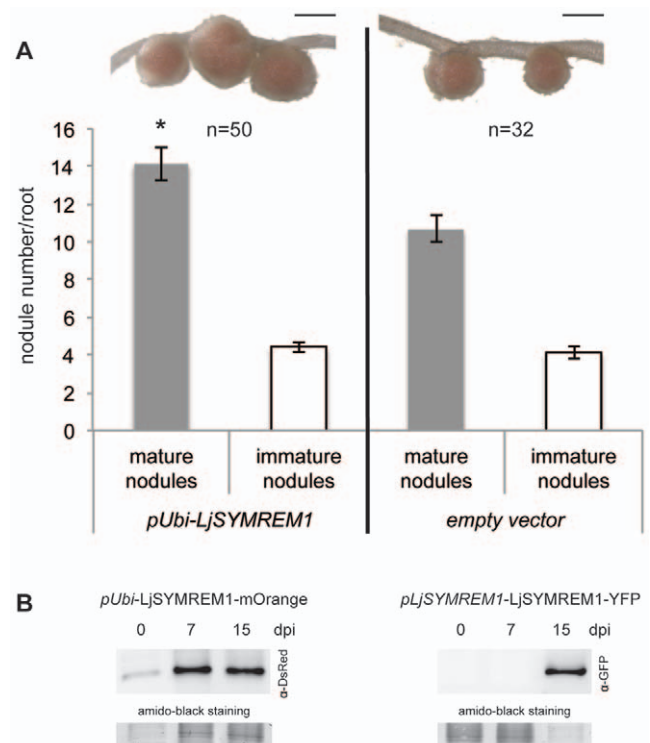 A
n=50
n=32
*
nodule number/root
16
14
12
10
8
6
4
2
0
mature nodules
immature nodules
mature nodules
immature nodules
pUbi-LjSYMREM1
empty vector
B
pUbi-LjSYMREM1-mOrange
pLjSYMREM1-LjSYMREM1-YFP
0 7 15 dpi
0 7 15 dpi
α-DsRed
α-GFP
amido-black staining
amido-black staining